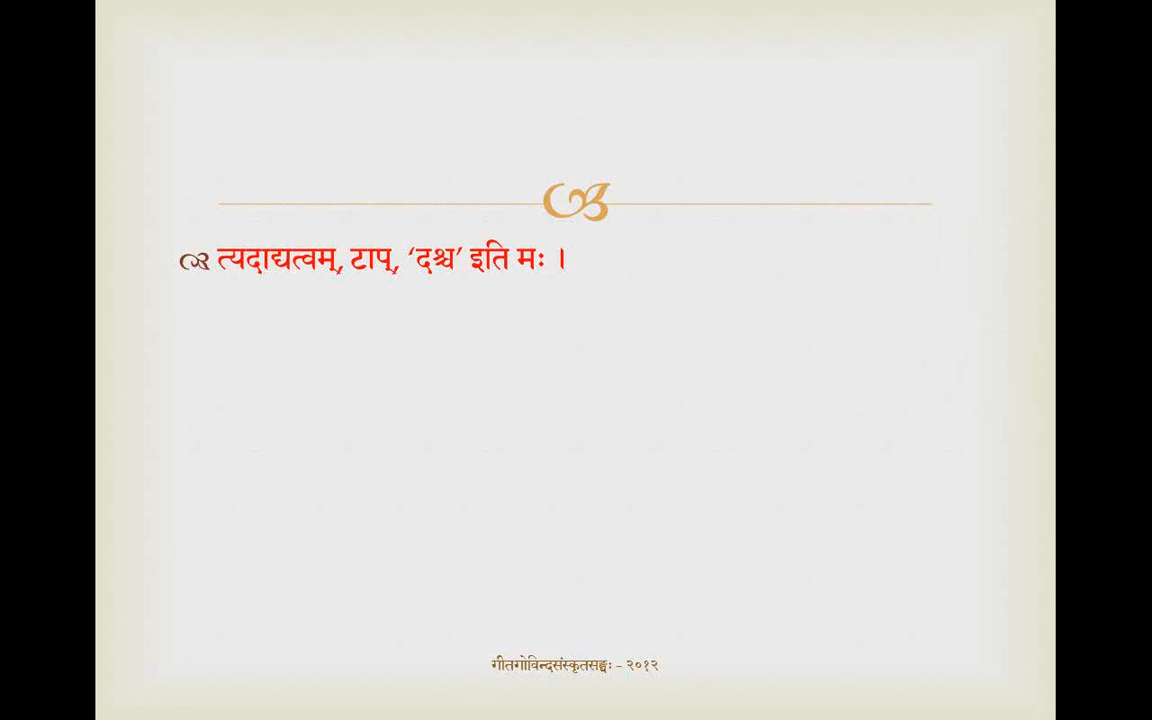 त्यदाद्यत्वम्, टाप्, ‘दश्च’ इति मः ।
गीतगोविन्दसंस्कृतसङ्घः - २०१२